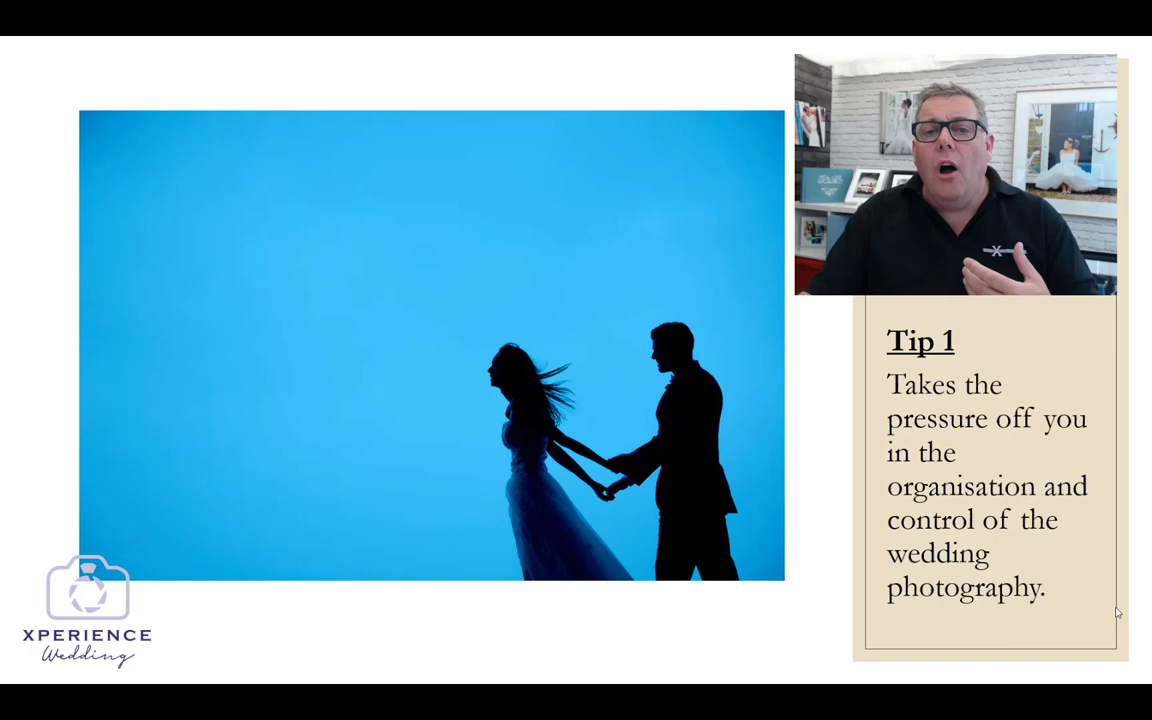 Tip 1
Takes the
pressure off you
in the
organisation and
control of the
wedding
photography.
X
XPERIENCE
Wedding